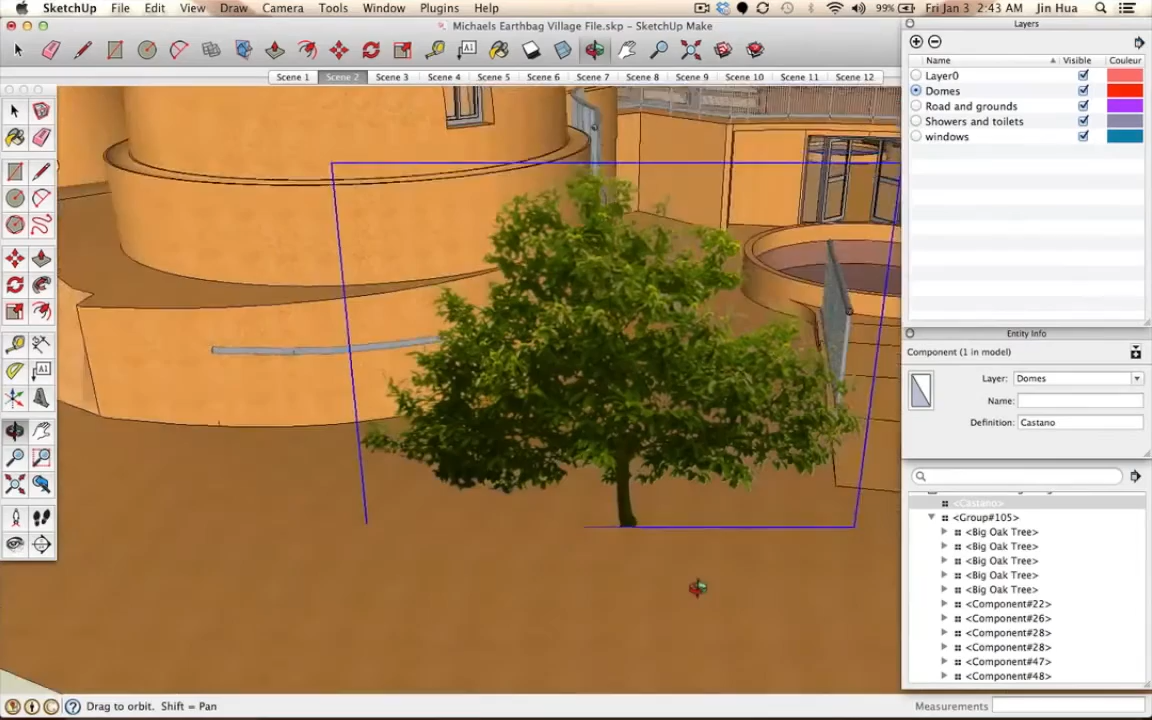 SketchUp File Edit View Draw Camera Tools Window Plugins Help 99% Fri Jan 3 2:43 AM Jin Hua
Michaels Earthbag Village File.skp - SketchUp Make
Layers
Name Visible Couleur
Scene 1 Scene 2 Scene 3 Scene 4 Scene 5 Scene 6 Scene 7 Scene 8 Scene 9 Scene 10 Scene 11 Scene 12
Layer0
Domes
Road and grounds
Showers and toilets
windows
Entity Info
Component (1 in model)
Layer: Domes
Name:
Definition: Castano
<Castano>
<Group#105>
<Big Oak Tree>
<Big Oak Tree>
<Big Oak Tree>
<Big Oak Tree>
<Big Oak Tree>
<Component#22>
<Component#26>
<Component#28>
<Component#28>
<Component#47>
<Component#48>
Drag to orbit. Shift = Pan
Measurements